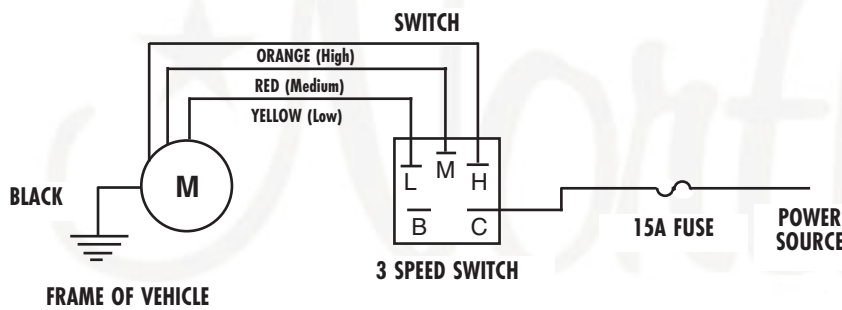 SWITCH
ORANGE (High)
RED (Medium)
YELLOW (Low)
L M H
B C
M
BLACK
15A FUSE
POWER
SOURCE
3 SPEED SWITCH
FRAME OF VEHICLE